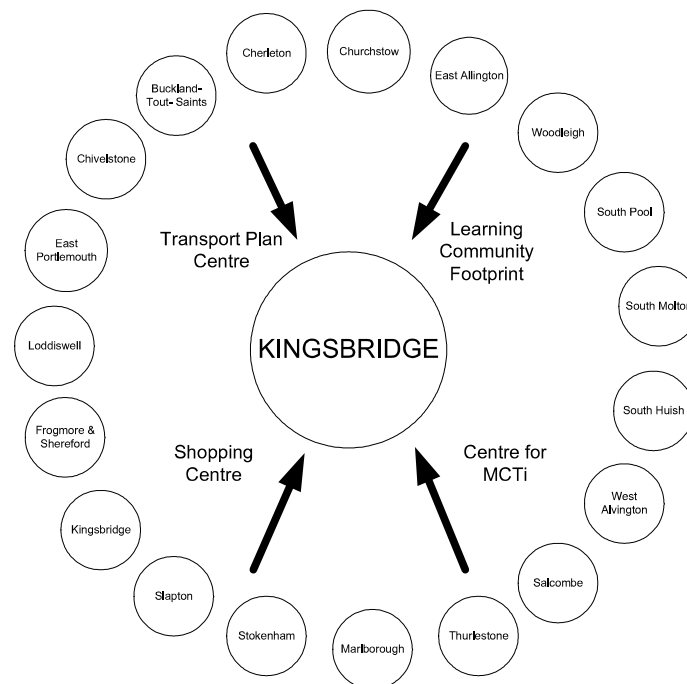 Cherleton
Churchstow
East Allington
Buckland-
Tout- Saints
Woodleigh
Chivelstone
South Pool
Transport Plan
Centre
Learning
Community
Footprint
East
Portlemouth
South Molton
KINGSBRIDGE
Loddiswell
South Huish
Frogmore &
Shereford
Shopping
Centre
Centre for
MCTi
West
Alvington
Kingsbridge
Salcombe
Slapton
Stokenham
Marlborough
Thurlestone